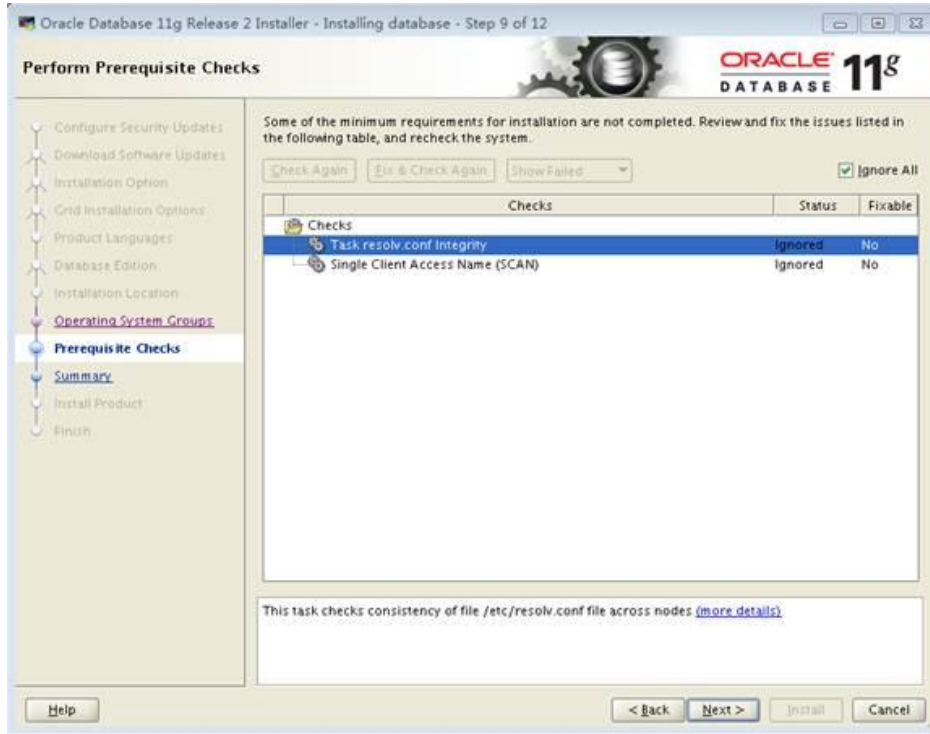 Oracle Database 11g Release 2 Installer - Installing database - Step 9 of 12
Perform Prerequisite Checks
ORACLE
DATABASE
11g
Configure Security Updates
Download Software Updates
Installation Option
Grid Installation Options
Product Languages
Database Edition
Installation Location
Operating System Groups
Prerequisite Checks
Summary
Install Product
Finish
Some of the minimum requirements for installation are not completed. Review and fix the issues listed in
the following table, and recheck the system.
Check Again Fix & Check Again Show Failed Ignore All
Checks Status Fixable
Checks
Task resolv.conf Integrity Ignored No
Single Client Access Name (SCAN) Ignored No
This task checks consistency of file /etc/resolv.conf file across nodes (more details)
Help < Back Next > Install Cancel